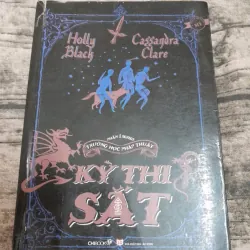 Holly Cassandra
Black Clare
TRƯỜNG HỌC PHÁP THUẬT
KỲ THI
SẮT